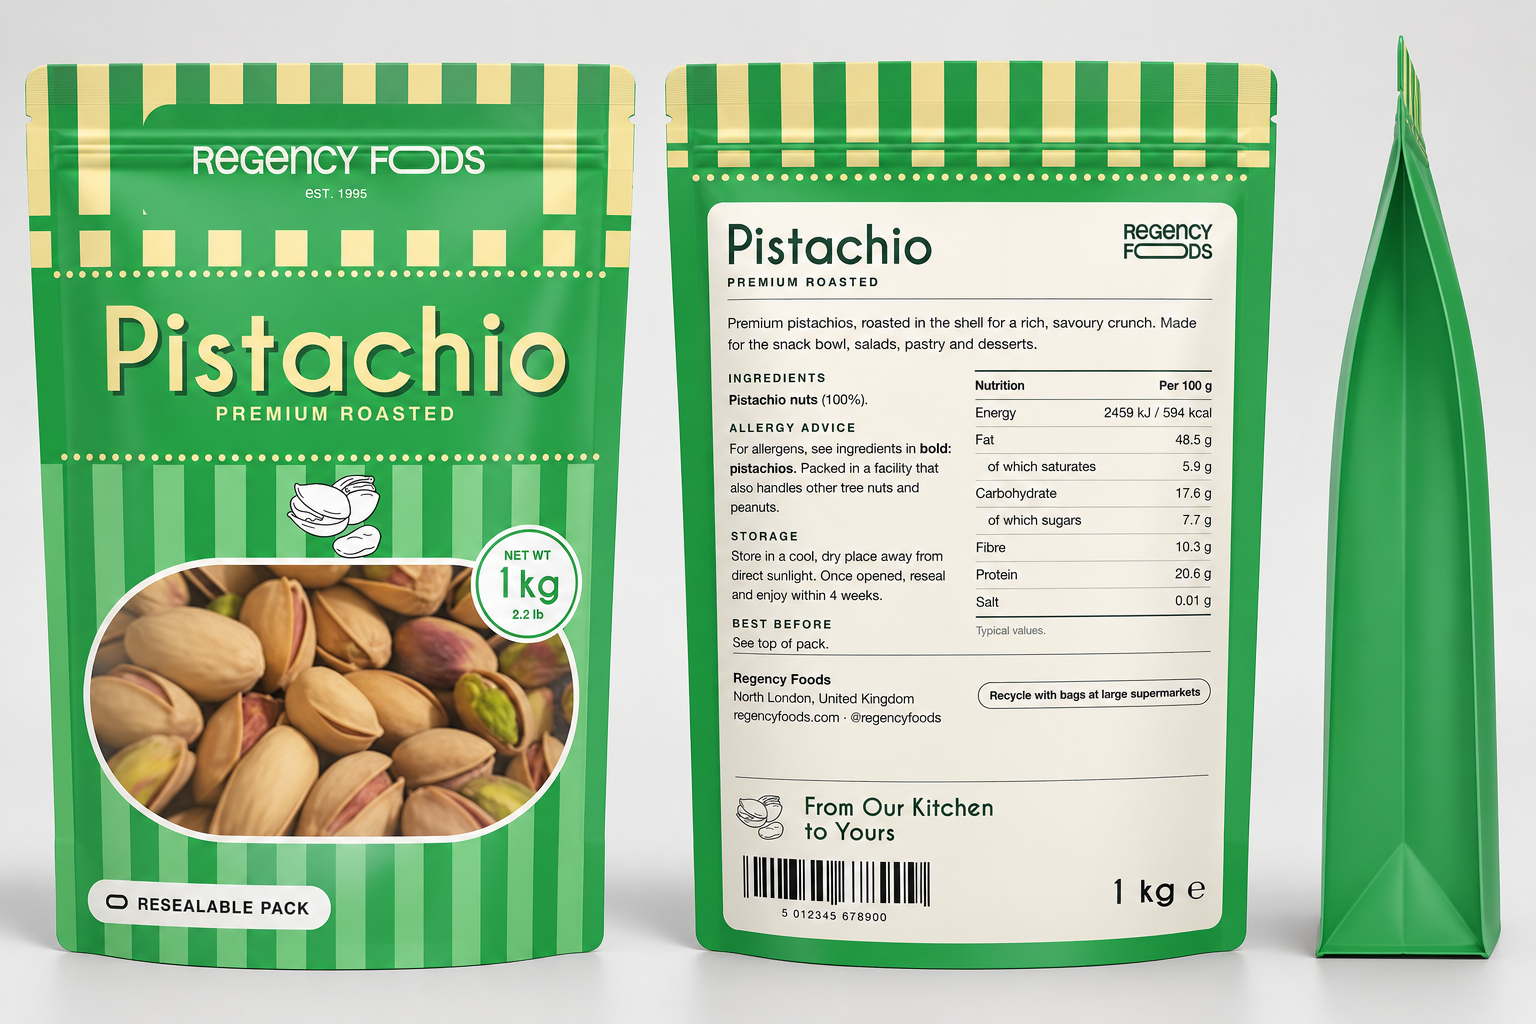 REGENCY FOODS
EST. 1995
Pistachio
PREMIUM ROASTED
NET WT
1kg
2.2 lb
RESEALABLE PACK
Pistachio
PREMIUM ROASTED
REGENCY
FOODS
Premium pistachios, roasted in the shell for a rich, savoury crunch. Made
for the snack bowl, salads, pastry and desserts.
INGREDIENTS
Pistachio nuts (100%).
ALLERGY ADVICE
For allergens, see ingredients in bold:
pistachios. Packed in a facility that
also handles other tree nuts and
peanuts.
STORAGE
Store in a cool, dry place away from
direct sunlight. Once opened, reseal
and enjoy within 4 weeks.
BEST BEFORE
See top of pack.
Nutrition Per 100 g
Energy 2459 kJ / 594 kcal
Fat 48.5 g
of which saturates 5.9 g
Carbohydrate 17.6 g
of which sugars 7.7 g
Fibre 10.3 g
Protein 20.6 g
Salt 0.01 g
Typical values.
Regency Foods
North London, United Kingdom
regencyfoods.com · @regencyfoods
Recycle with bags at large supermarkets
From Our Kitchen
to Yours
5 012345 678900
1 kg ℮